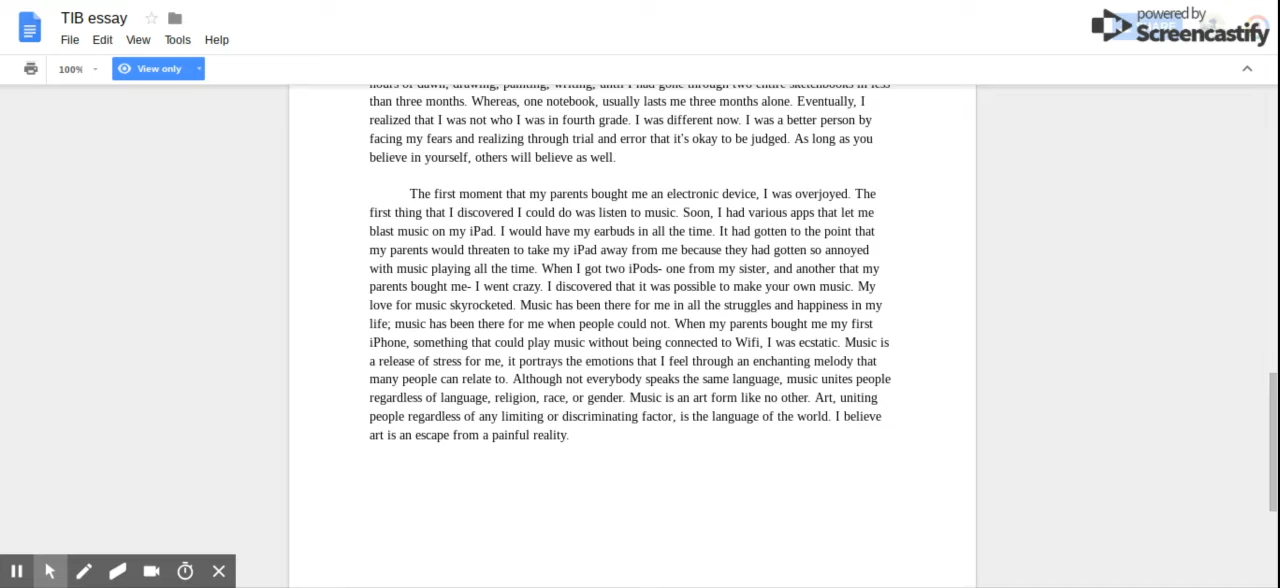 TIB essay
powered by
Screencastify
File Edit View Tools Help
100% View only
hours of dawn, drawing, painting, writing, until I had gone through two entire sketchbooks in less
than three months. Whereas, one notebook, usually lasts me three months alone. Eventually, I
realized that I was not who I was in fourth grade. I was different now. I was a better person by
facing my fears and realizing through trial and error that it's okay to be judged. As long as you
believe in yourself, others will believe as well.
The first moment that my parents bought me an electronic device, I was overjoyed. The
first thing that I discovered I could do was listen to music. Soon, I had various apps that let me
blast music on my iPad. I would have my earbuds in all the time. It had gotten to the point that
my parents would threaten to take my iPad away from me because they had gotten so annoyed
with music playing all the time. When I got two iPods- one from my sister, and another that my
parents bought me- I went crazy. I discovered that it was possible to make your own music. My
love for music skyrocketed. Music has been there for me in all the struggles and happiness in my
life; music has been there for me when people could not. When my parents bought me my first
iPhone, something that could play music without being connected to Wifi, I was ecstatic. Music is
a release of stress for me, it portrays the emotions that I feel through an enchanting melody that
many people can relate to. Although not everybody speaks the same language, music unites people
regardless of language, religion, race, or gender. Music is an art form like no other. Art, uniting
people regardless of any limiting or discriminating factor, is the language of the world. I believe
art is an escape from a painful reality.